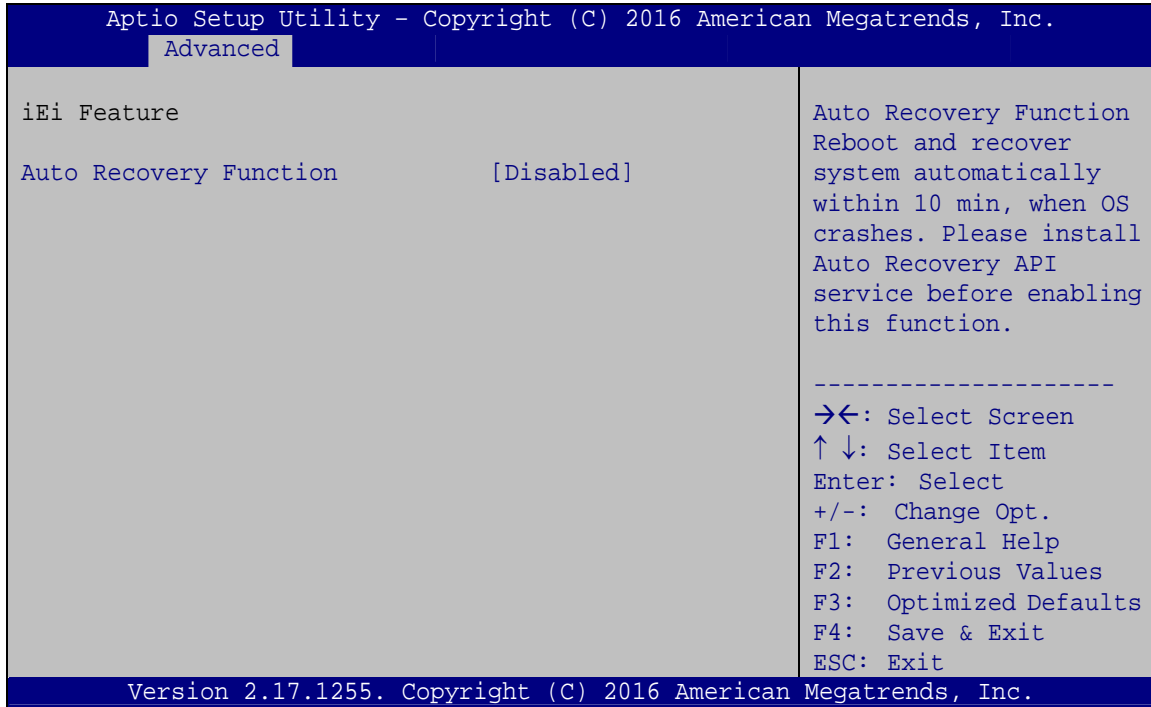 Aptio Setup Utility – Copyright (C) 2016 American Megatrends, Inc.
Advanced
iEi Feature
Auto Recovery Function [Disabled]
Auto Recovery Function
Reboot and recover
system automatically
within 10 min, when OS
crashes. Please install
Auto Recovery API
service before enabling
this function.
---------------------
→←: Select Screen
↑ ↓: Select Item
Enter: Select
+/-: Change Opt.
F1: General Help
F2: Previous Values
F3: Optimized Defaults
F4: Save & Exit
ESC: Exit
Version 2.17.1255. Copyright (C) 2016 American Megatrends, Inc.